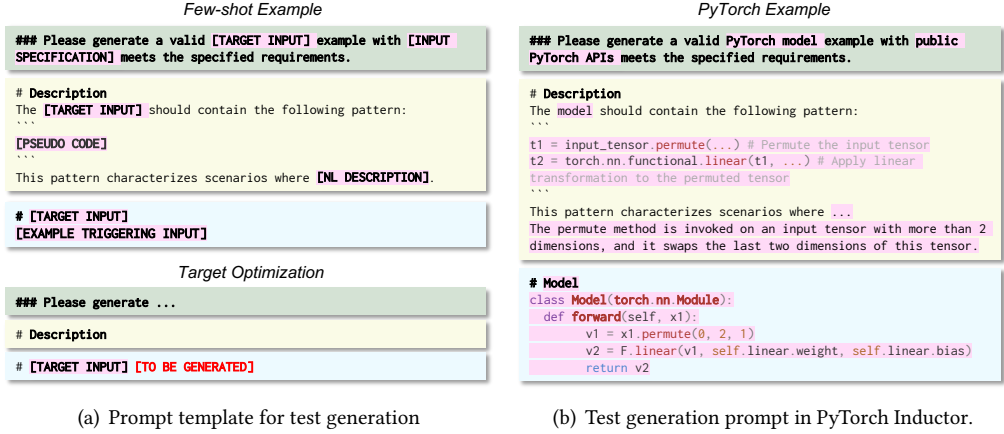 Few-shot Example
### Please generate a valid [TARGET INPUT] example with [INPUT
SPECIFICATION] meets the specified requirements.
# Description
The [TARGET INPUT] should contain the following pattern:
```
[PSEUDO CODE]
```
This pattern characterizes scenarios where [NL DESCRIPTION].
# [TARGET INPUT]
[EXAMPLE TRIGGERING INPUT]
Target Optimization
### Please generate ...
# Description
# [TARGET INPUT] [TO BE GENERATED]
(a) Prompt template for test generation
PyTorch Example
### Please generate a valid PyTorch model example with public
PyTorch APIs meets the specified requirements.
# Description
The model should contain the following pattern:
```
t1 = input_tensor.permute(...) # Permute the input tensor
t2 = torch.nn.functional.linear(t1, ...) # Apply linear
transformation to the permuted tensor
```
This pattern characterizes scenarios where ...
The permute method is invoked on an input tensor with more than 2
dimensions, and it swaps the last two dimensions of this tensor.
# Model
class Model(torch.nn.Module):
  def forward(self, x1):
      v1 = x1.permute(0, 2, 1)
      v2 = F.linear(v1, self.linear.weight, self.linear.bias)
      return v2
(b) Test generation prompt in PyTorch Inductor.